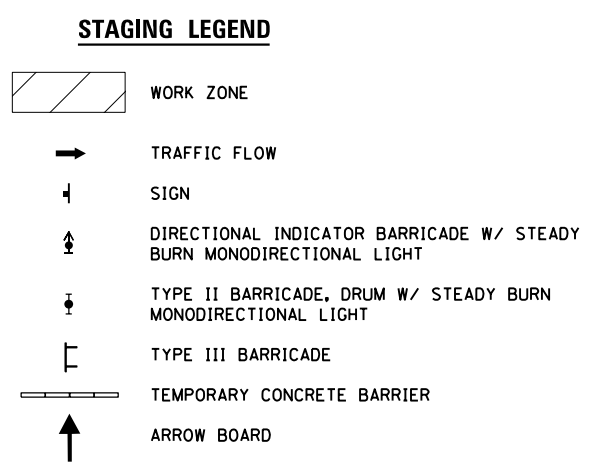 STAGING LEGEND
WORK ZONE
TRAFFIC FLOW
SIGN
DIRECTIONAL INDICATOR BARRICADE W/ STEADY
BURN MONODIRECTIONAL LIGHT
TYPE II BARRICADE, DRUM W/ STEADY BURN
MONODIRECTIONAL LIGHT
TYPE III BARRICADE
TEMPORARY CONCRETE BARRIER
ARROW BOARD